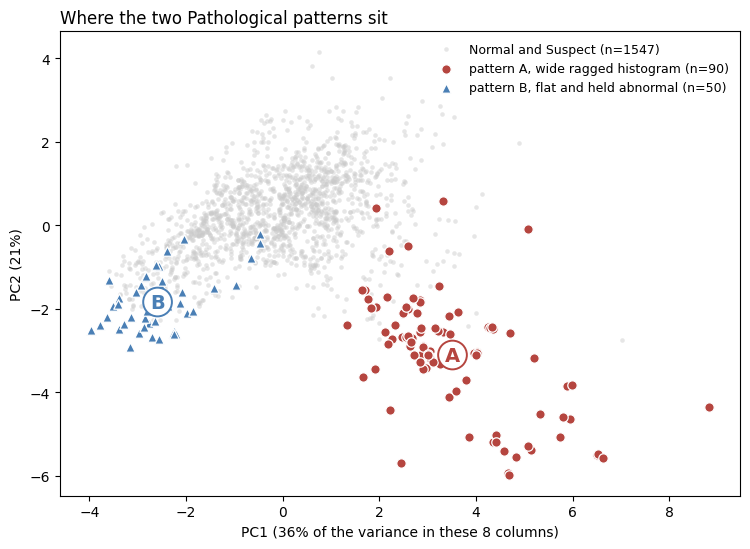 Where the two Pathological patterns sit
Normal and Suspect (n=1547)
pattern A, wide ragged histogram (n=90)
pattern B, flat and held abnormal (n=50)
PC2 (21%)
4
2
0
−2
−4
−6
B
A
−4
−2
0
2
4
6
8
PC1 (36% of the variance in these 8 columns)